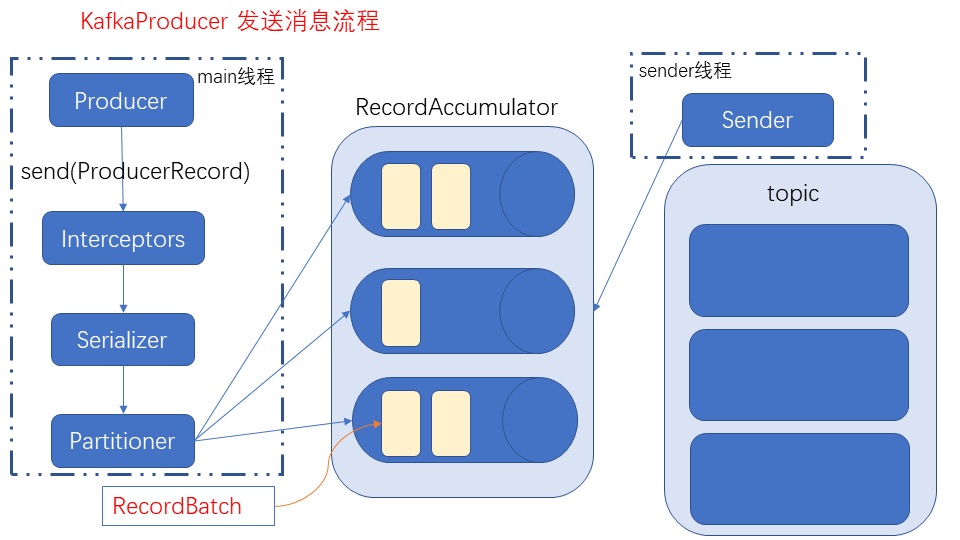 KafkaProducer 发送消息流程
main线程
Producer
send(ProducerRecord)
Interceptors
Serializer
Partitioner
RecordBatch
RecordAccumulator
sender线程
Sender
topic